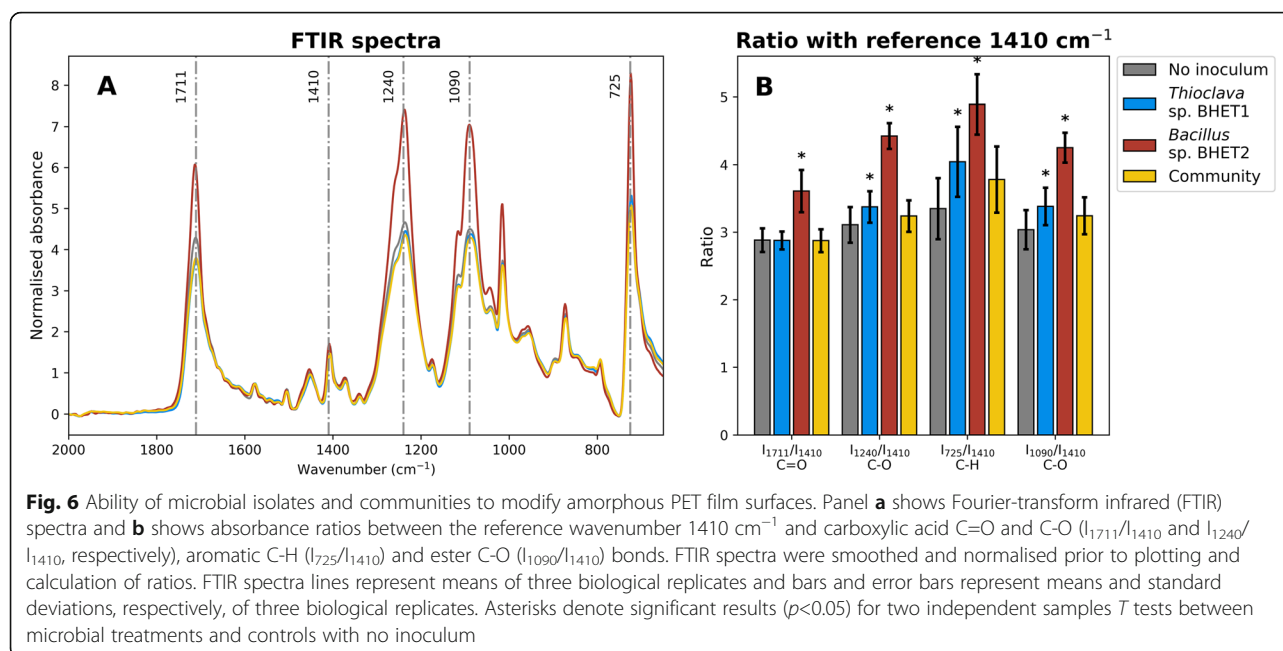 FTIR spectra
A
1711
1410
1240
1090
725
8
7
6
5
4
3
2
1
0
Normalised absorbance
2000
1800
1600
1400
1200
1000
800
Wavenumber (cm⁻¹)
Ratio with reference 1410 cm⁻¹
B
5
4
3
2
1
0
Ratio
*
*
*
*
*
*
*
I₁₇₁₁/I₁₄₁₀
C=O
I₁₂₄₀/I₁₄₁₀
C-O
I₇₂₅/I₁₄₁₀
C-H
I₁₀₉₀/I₁₄₁₀
C-O
No inoculum
Thioclava
sp. BHET1
Bacillus
sp. BHET2
Community
Fig. 6 Ability of microbial isolates and communities to modify amorphous PET film surfaces. Panel a shows Fourier-transform infrared (FTIR)
spectra and b shows absorbance ratios between the reference wavenumber 1410 cm⁻¹ and carboxylic acid C=O and C-O (I₁₇₁₁/I₁₄₁₀ and I₁₂₄₀/
I₁₄₁₀, respectively), aromatic C-H (I₇₂₅/I₁₄₁₀) and ester C-O (I₁₀₉₀/I₁₄₁₀) bonds. FTIR spectra were smoothed and normalised prior to plotting and
calculation of ratios. FTIR spectra lines represent means of three biological replicates and bars and error bars represent means and standard
deviations, respectively, of three biological replicates. Asterisks denote significant results (p<0.05) for two independent samples T tests between
microbial treatments and controls with no inoculum